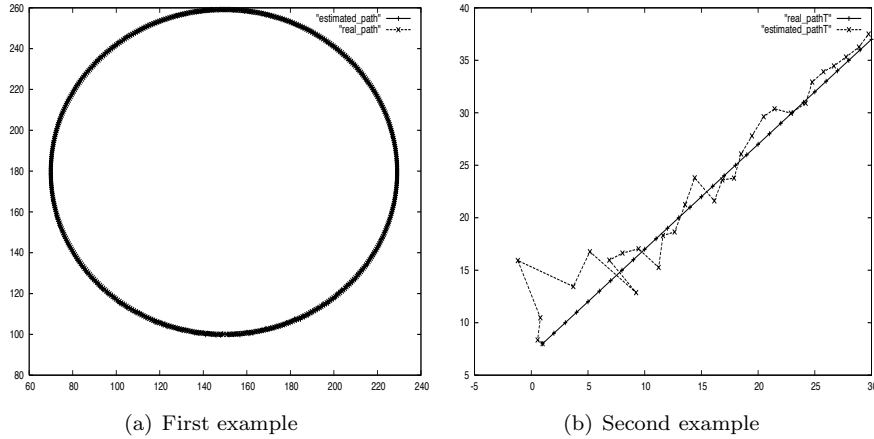 260
240
220
200
180
160
140
120
100
80
60 80 100 120 140 160 180 200 220 240
"estimated_path"
"real_path"
(a) First example
40
35
30
25
20
15
10
5
-5 0 5 10 15 20 25 30
"real_pathT"
"estimated_pathT"
(b) Second example